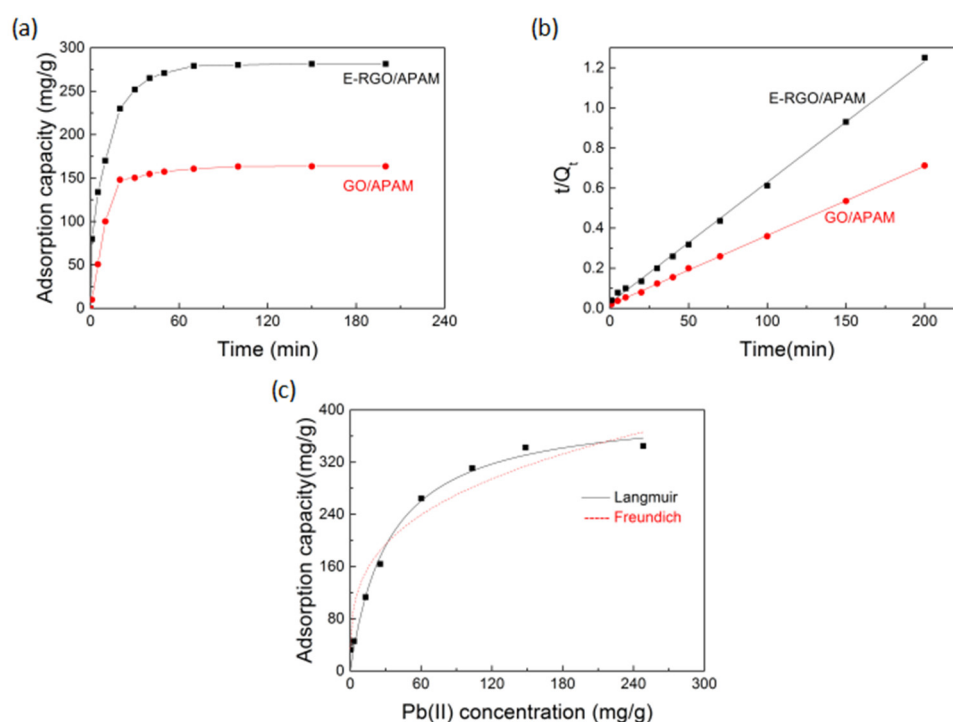 (a)
Adsorption capacity (mg/g)
300
250
200
150
100
50
0
E-RGO/APAM
GO/APAM
0 60 120 180 240
Time (min)
(b)
t/Qt
1.2
1.0
0.8
0.6
0.4
0.2
0.0
E-RGO/APAM
GO/APAM
0 50 100 150 200
Time(min)
(c)
Adsorption capacity(mg/g)
400
320
240
160
80
0
Langmuir
Freundich
0 60 120 180 240 300
Pb(II) concentration (mg/g)